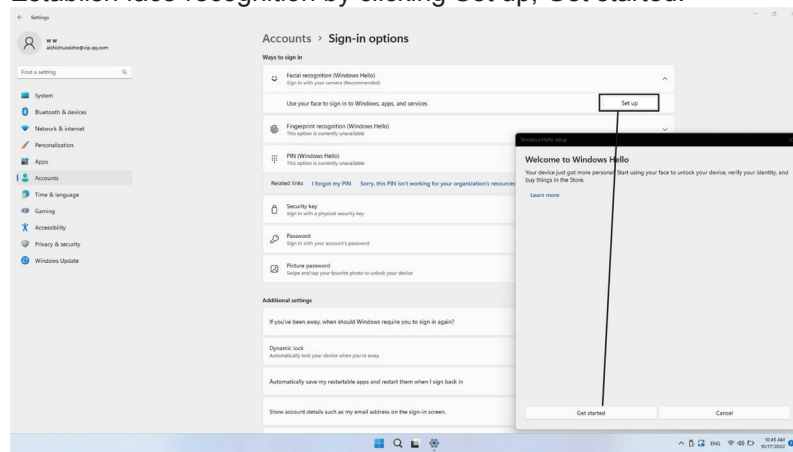 Establish face recognition by clicking Set up, Get started.
Settings
w w
aizhizhuzaizhe@vip.qq.com
Find a setting
System
Bluetooth & devices
Network & internet
Personalization
Apps
Accounts
Time & language
Gaming
Accessibility
Privacy & security
Windows Update
Accounts > Sign-in options
Ways to sign in
Facial recognition (Windows Hello)
Sign in with your camera (Recommended)
Use your face to sign in to Windows, apps, and services
Set up
Fingerprint recognition (Windows Hello)
This option is currently unavailable
PIN (Windows Hello)
This option is currently unavailable
Related links I forgot my PIN Sorry, this PIN isn't working for your organization's resources
Security key
Sign in with a physical security key
Password
Sign in with your account's password
Picture password
Swipe and tap your favorite photo to unlock your device
Additional settings
If you've been away, when should Windows require you to sign in again?
Dynamic lock
Automatically lock your device when you're away
Automatically save my restartable apps and restart them when I sign back in
Show account details such as my email address on the sign-in screen.
Windows Hello setup
Welcome to Windows Hello
Your device just got more personal. Start using your face to unlock your device, verify your identity, and
buy things in the Store.
Learn more
Get started
Cancel
ENG
10:45 AM
10/17/2022